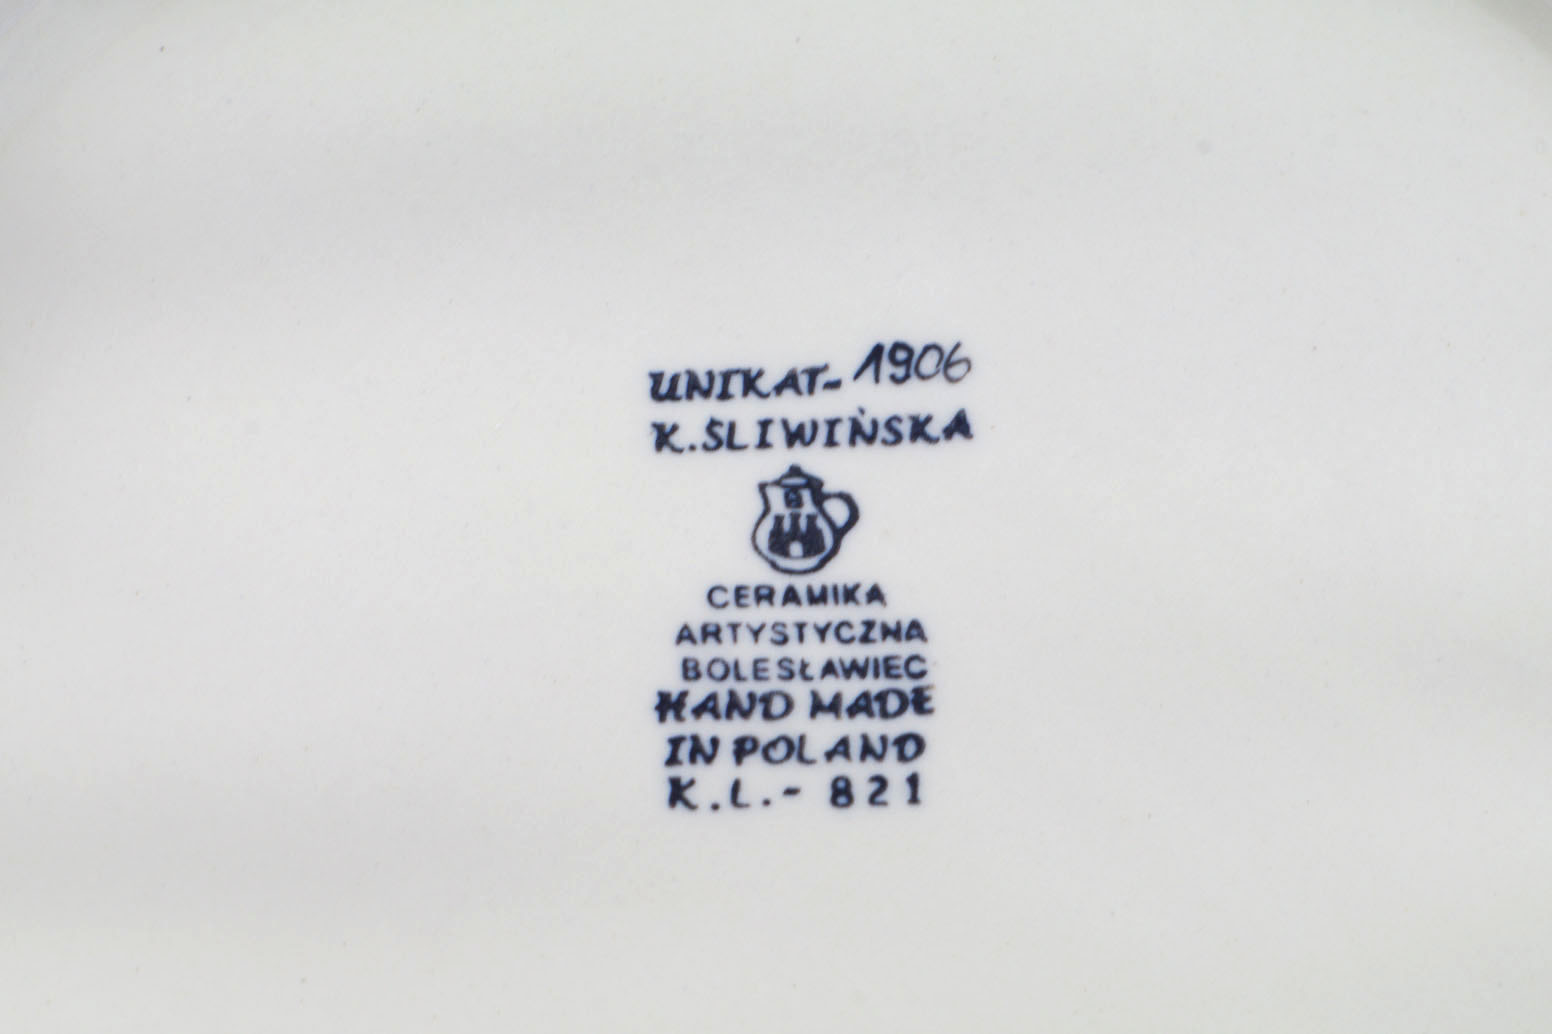 UNIKAT-1906
K.ŚLIWIŃSKA
CERAMIKA
ARTYSTYCZNA
BOLESŁAWIEC
HAND MADE
IN POLAND
K.L.- 821